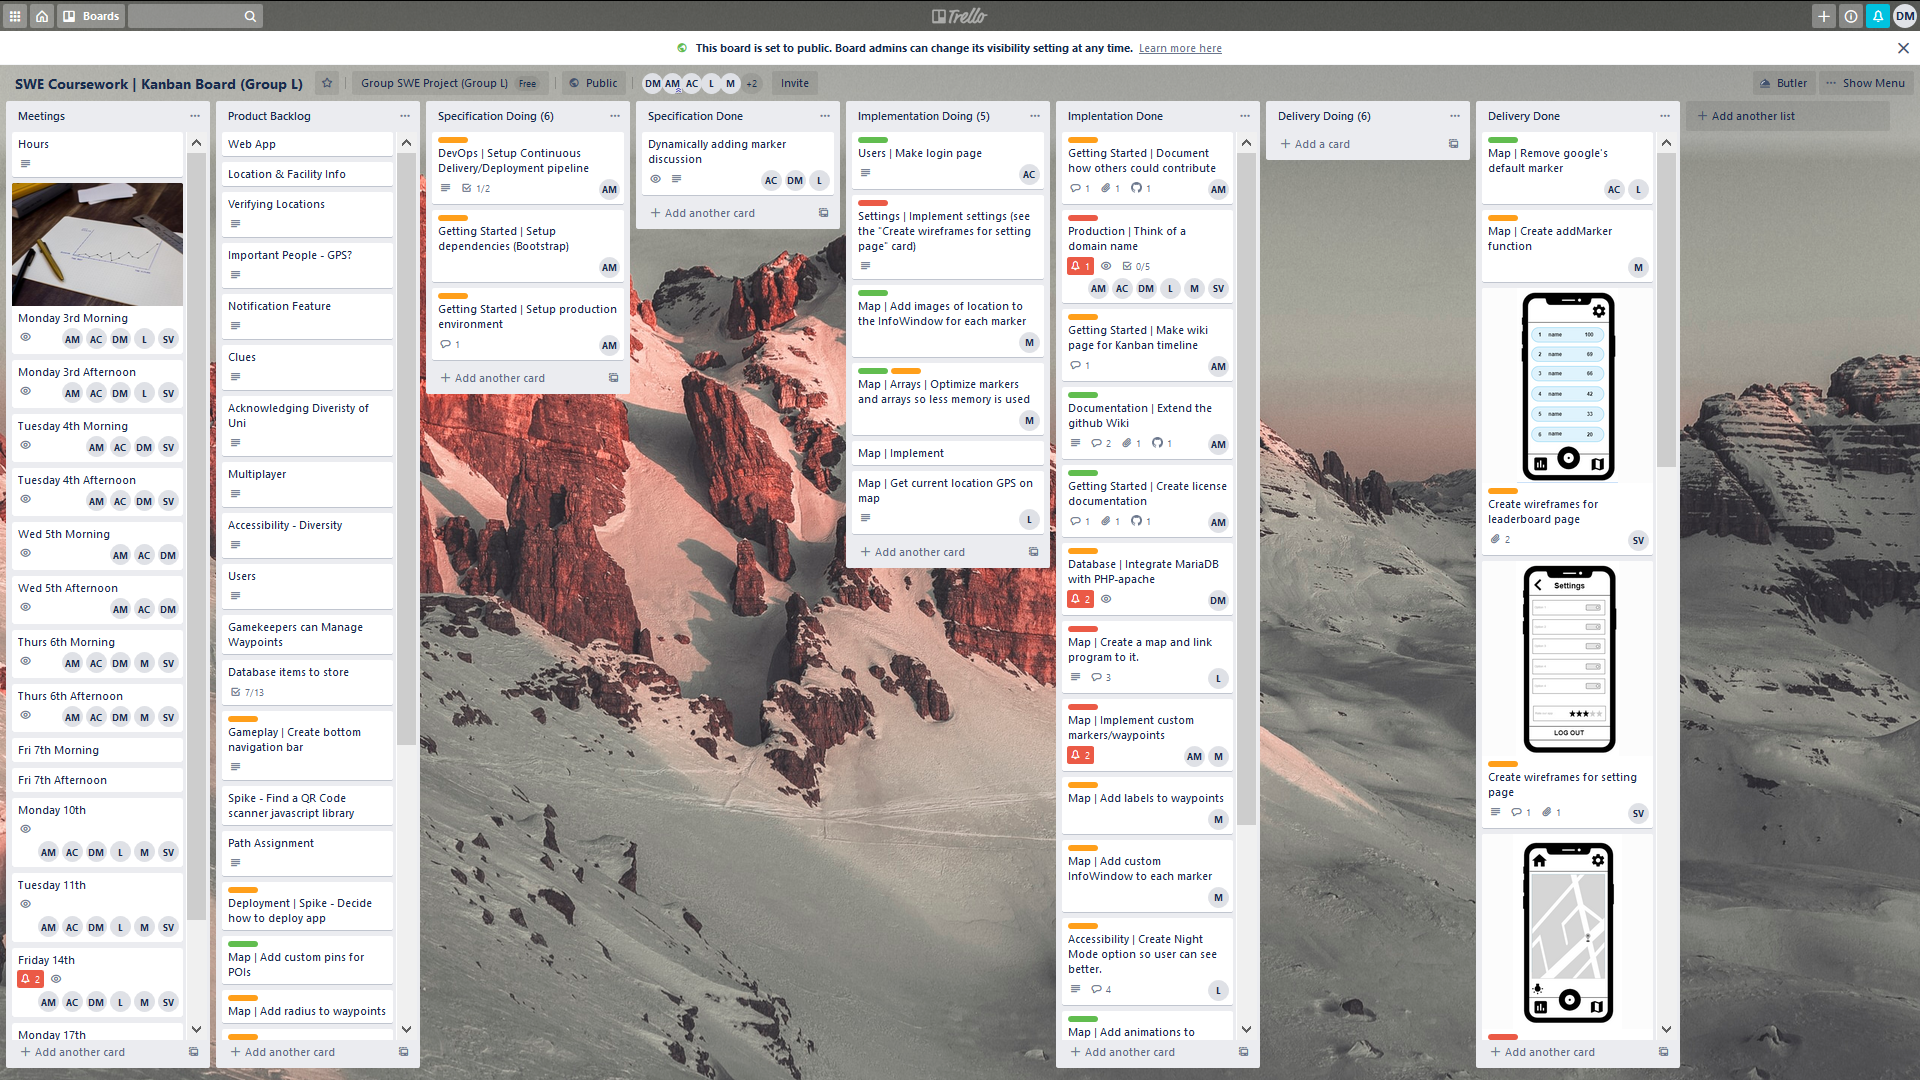 Boards
Trello
DM
This board is set to public. Board admins can change its visibility setting at any time. Learn more here
SWE Coursework | Kanban Board (Group L)
Group SWE Project (Group L) Free
Public
DM AM AC L M +2
Invite
Butler
Show Menu
Meetings
Hours
Monday 3rd Morning
AM AC DM L SV
Monday 3rd Afternoon
AM AC DM L SV
Tuesday 4th Morning
AM AC DM SV
Tuesday 4th Afternoon
AM AC DM SV
Wed 5th Morning
AM AC DM
Wed 5th Afternoon
AM AC DM
Thurs 6th Morning
AM AC DM M SV
Thurs 6th Afternoon
AM AC DM M SV
Fri 7th Morning
Fri 7th Afternoon
Monday 10th
AM AC DM L M SV
Tuesday 11th
AM AC DM L M SV
Friday 14th
2
AM AC DM L M SV
Monday 17th
Add another card
Product Backlog
Web App
Location & Facility Info
Verifying Locations
Important People - GPS?
Notification Feature
Clues
Acknowledging Diveristy of
Uni
Multiplayer
Accessibility - Diversity
Users
Gamekeepers can Manage
Waypoints
Database items to store
7/13
Gameplay | Create bottom
navigation bar
Spike - Find a QR Code
scanner javascript library
Path Assignment
Deployment | Spike - Decide
how to deploy app
Map | Add custom pins for
POIs
Map | Add radius to waypoints
Add another card
Specification Doing (6)
DevOps | Setup Continuous
Delivery/Deployment pipeline
1/2 AM
Getting Started | Setup
dependencies (Bootstrap)
AM
Getting Started | Setup production
environment
1 AM
Add another card
Specification Done
Dynamically adding marker
discussion
AC DM L
Add another card
Implementation Doing (5)
Users | Make login page
AC
Settings | Implement settings (see
the "Create wireframes for setting
page" card)
Map | Add images of location to
the InfoWindow for each marker
M
Map | Arrays | Optimize markers
and arrays so less memory is used
M
Map | Implement
Map | Get current location GPS on
map
L
Add another card
Implentation Done
Getting Started | Document
how others could contribute
1 1 1 AM
Production | Think of a
domain name
1 0/5
AM AC DM L M SV
Getting Started | Make wiki
page for Kanban timeline
1 AM
Documentation | Extend the
github Wiki
2 1 1 AM
Getting Started | Create license
documentation
1 1 1 AM
Database | Integrate MariaDB
with PHP-apache
2 DM
Map | Create a map and link
program to it.
3 L
Map | Implement custom
markers/waypoints
2 AM M
Map | Add labels to waypoints
M
Map | Add custom
InfoWindow to each marker
M
Accessibility | Create Night
Mode option so user can see
better.
4 L
Map | Add animations to
Add another card
Delivery Doing (6)
Add a card
Delivery Done
Map | Remove google's
default marker
AC L
Map | Create addMarker
function
M
1 name 100
2 name 69
3 name 66
4 name 42
5 name 33
6 name 20
Create wireframes for
leaderboard page
2 SV
Settings
LOG OUT
Create wireframes for setting
page
1 1 SV
Add another card
Add another list